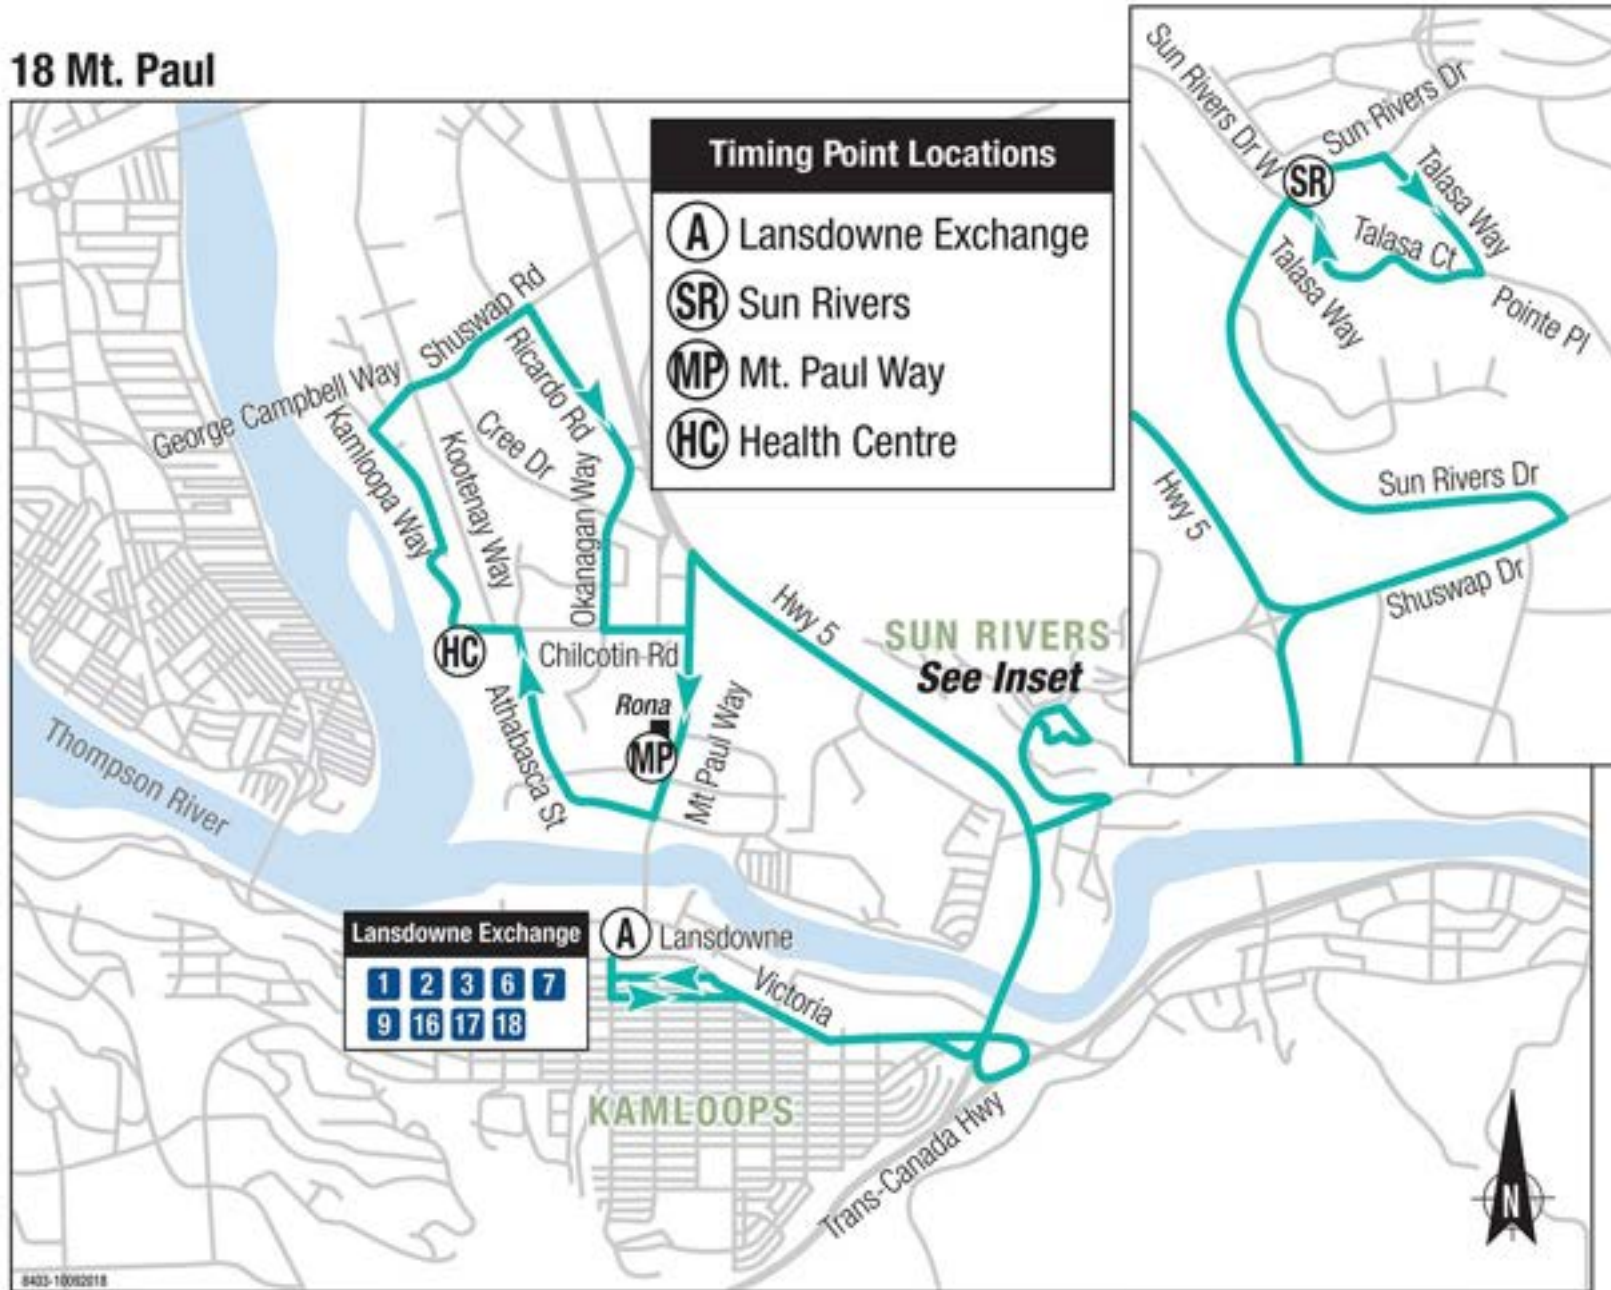 18 Mt. Paul
Timing Point Locations
A Lansdowne Exchange
SR Sun Rivers
MP Mt. Paul Way
HC Health Centre
Sun Rivers Dr W
Sun Rivers Dr
SR
Talasa Way
Talasa Ct
Talasa Way
Pointe Pl
Hwy 5
Sun Rivers Dr
Shuswap Dr
Shuswap Rd
George Campbell Way
Ricardo Rd
Kamloopa Way
Kootenay Way
Cree Dr
Okanagan Way
Hwy 5
SUN RIVERS
See Inset
HC
Chilcotin Rd
Athabasca St
Rona
MP
Mt Paul Way
Thompson River
Lansdowne Exchange
1 2 3 6 7
9 16 17 18
A Lansdowne
Victoria
KAMLOOPS
Trans-Canada Hwy
N
8403-10092018